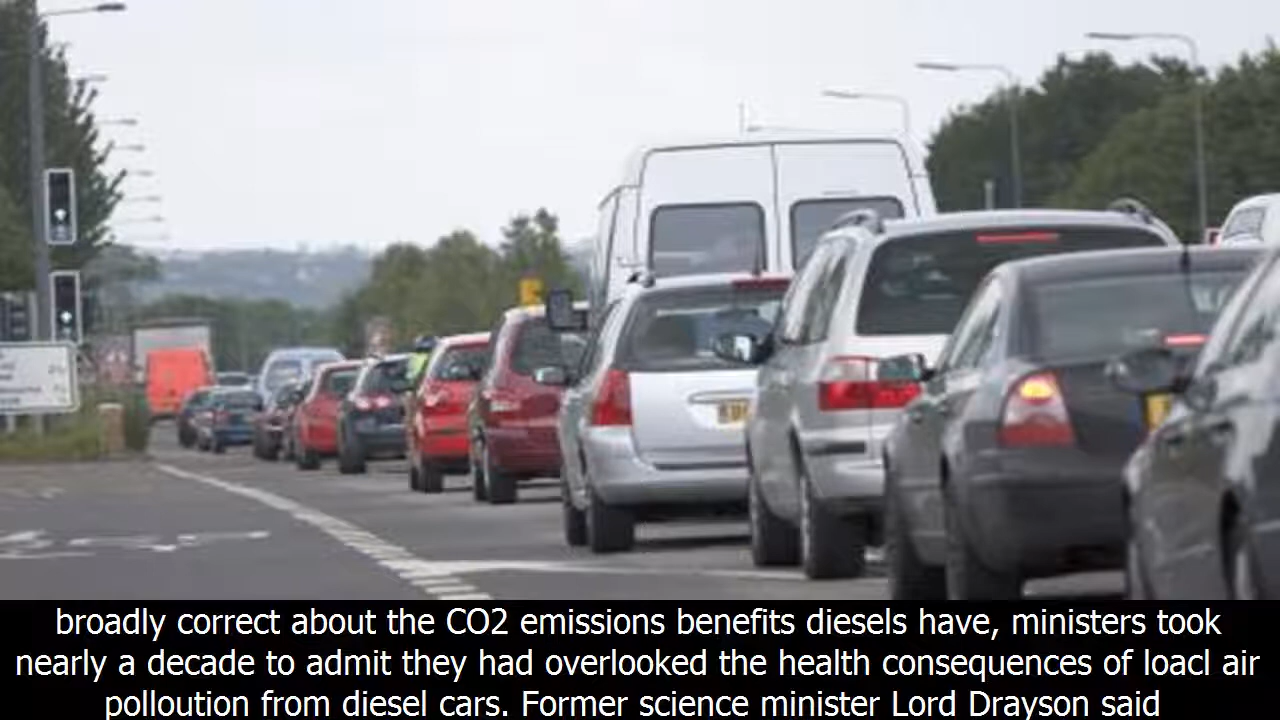 broadly correct about the CO2 emissions benefits diesels have, ministers took
nearly a decade to admit they had overlooked the health consequences of loacl air
polloution from diesel cars. Former science minister Lord Drayson said